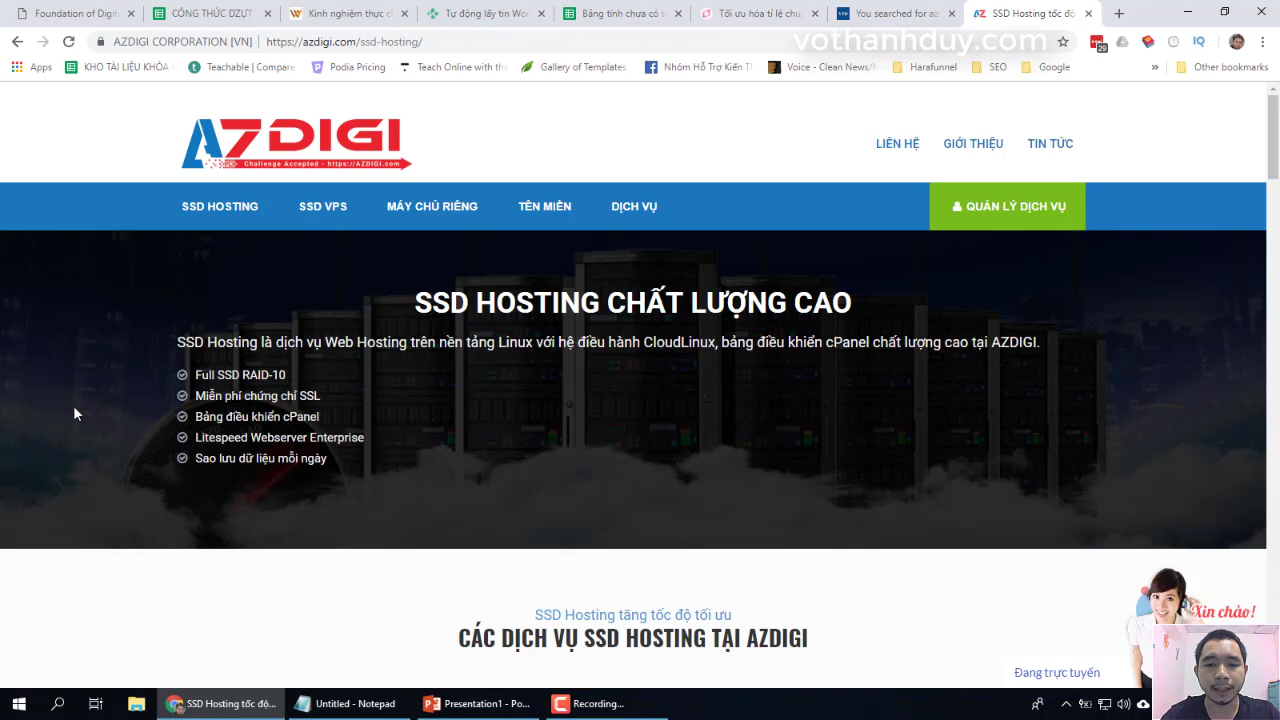 Foundation of Digit
CÔNG THỨC DỰT
Kinh nghiệm thực c
Tự động lấy tin Wor
Bảng tính chưa có t
Tối ưu hóa tỉ lệ chuy
You searched for az
SSD Hosting tốc độ
AZDIGI CORPORATION [VN] | https://azdigi.com/ssd-hosting/
vothanhduy.com
29
IQ
Apps
KHO TÀI LIỆU KHÓA
Teachable | Compare
Podia Pricing
Teach Online with the
Gallery of Templates
Nhóm Hỗ Trợ Kiến Th
Voice - Clean News/M
Harafunnel
SEO
Google
»
Other bookmarks
AZDIGI
Challenge Accepted - https://AZDIGI.com
LIÊN HỆ
GIỚI THIỆU
TIN TỨC
SSD HOSTING
SSD VPS
MÁY CHỦ RIÊNG
TÊN MIỀN
DỊCH VỤ
QUẢN LÝ DỊCH VỤ
SSD HOSTING CHẤT LƯỢNG CAO
SSD Hosting là dịch vụ Web Hosting trên nền tảng Linux với hệ điều hành CloudLinux, bảng điều khiển cPanel chất lượng cao tại AZDIGI.
Full SSD RAID-10
Miễn phí chứng chỉ SSL
Bảng điều khiển cPanel
Litespeed Webserver Enterprise
Sao lưu dữ liệu mỗi ngày
SSD Hosting tăng tốc độ tối ưu
CÁC DỊCH VỤ SSD HOSTING TẠI AZDIGI
Xin chào!
Đang trực tuyến
SSD Hosting tốc độ...
Untitled - Notepad
Presentation1 - Po...
Recording...